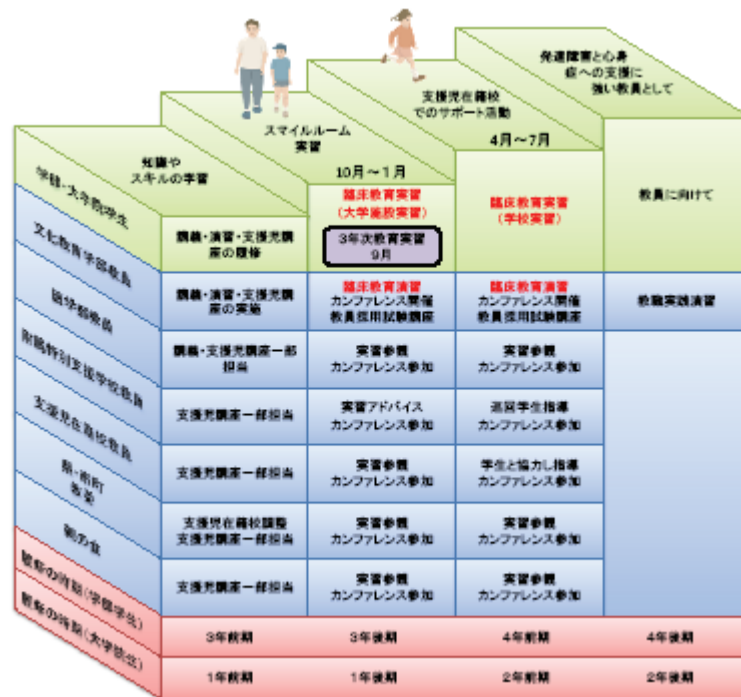 発達障害と心身
症への支援に
強い教員として
支援児在籍校
でのサポート活動
4月～7月
スマイルルーム
実習
10月～1月
知識や
スキルの学習
学部・大学院学生
講義・演習・支援児講
座の履修
臨床教育実習
(大学施設実習)
3年次教育実習
9月
臨床教育実習
(学校実習)
教員に向けて
文化教育学部教員
講義・演習・支援児講
座の実施
臨床教育演習
カンファレンス開催
教員採用試験講座
臨床教育演習
カンファレンス開催
教員採用試験講座
教職実践演習
医学部教員
講義・支援児講座一部
担当
実習参観
カンファレンス参加
実習参観
カンファレンス参加
附属特別支援学校教員
支援児講座一部担当
実習アドバイス
カンファレンス参加
巡回学生指導
カンファレンス参加
支援児在籍校教員
支援児講座一部担当
実習参観
カンファレンス参加
学生と協力し指導
カンファレンス参加
県・市町
教委
支援児在籍校調整
支援児講座一部担当
実習参観
カンファレンス参加
実習参観
カンファレンス参加
親の会
支援児講座一部担当
実習参観
カンファレンス参加
実習参観
カンファレンス参加
履修の時期(学部学生)
3年前期
3年後期
4年前期
4年後期
履修の時期(大学院生)
1年前期
1年後期
2年前期
2年後期